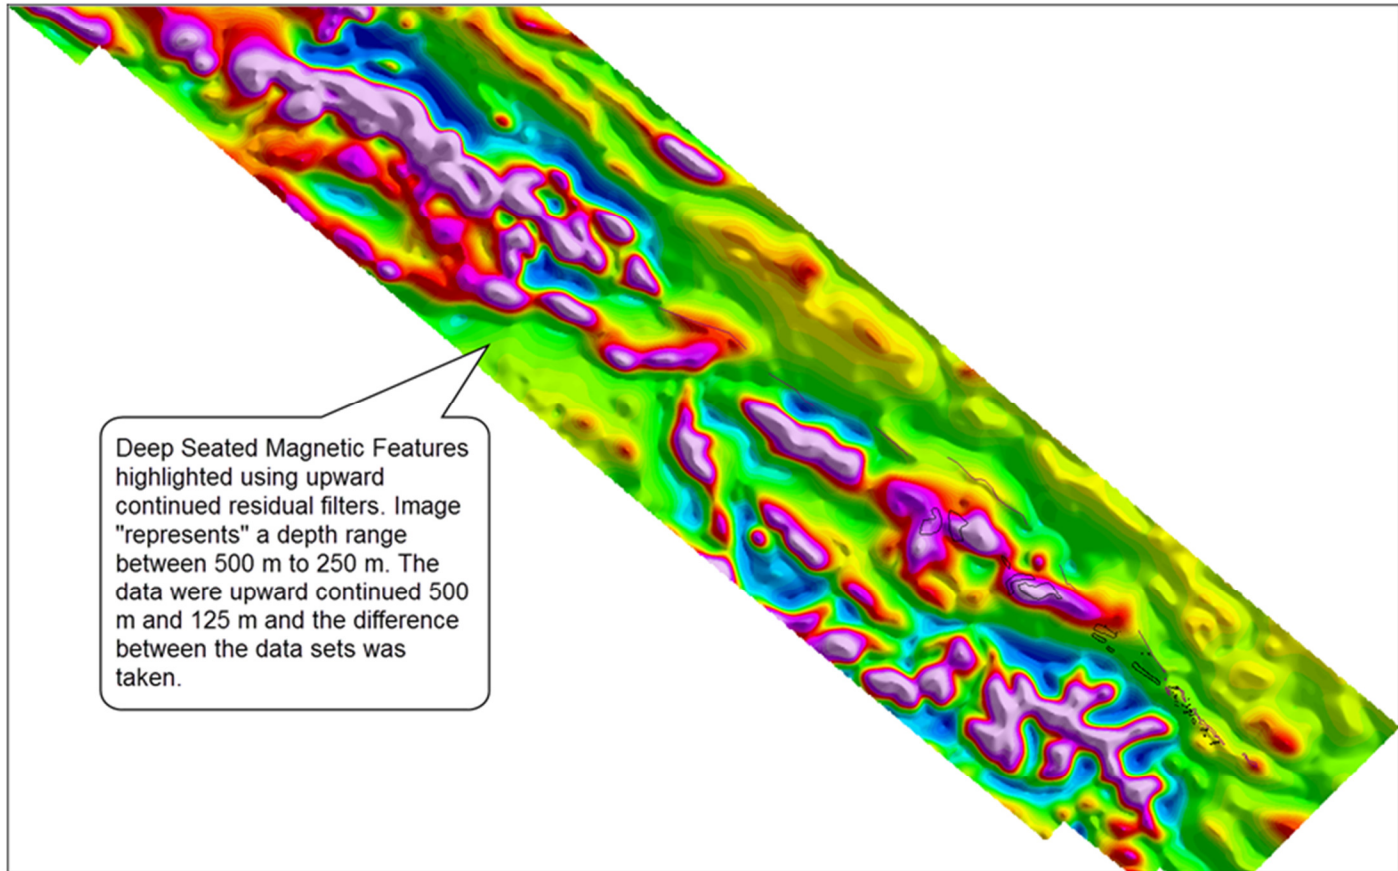 Deep Seated Magnetic Features
highlighted using upward
continued residual filters. Image
"represents" a depth range
between 500 m to 250 m. The
data were upward continued 500
m and 125 m and the difference
between the data sets was
taken.